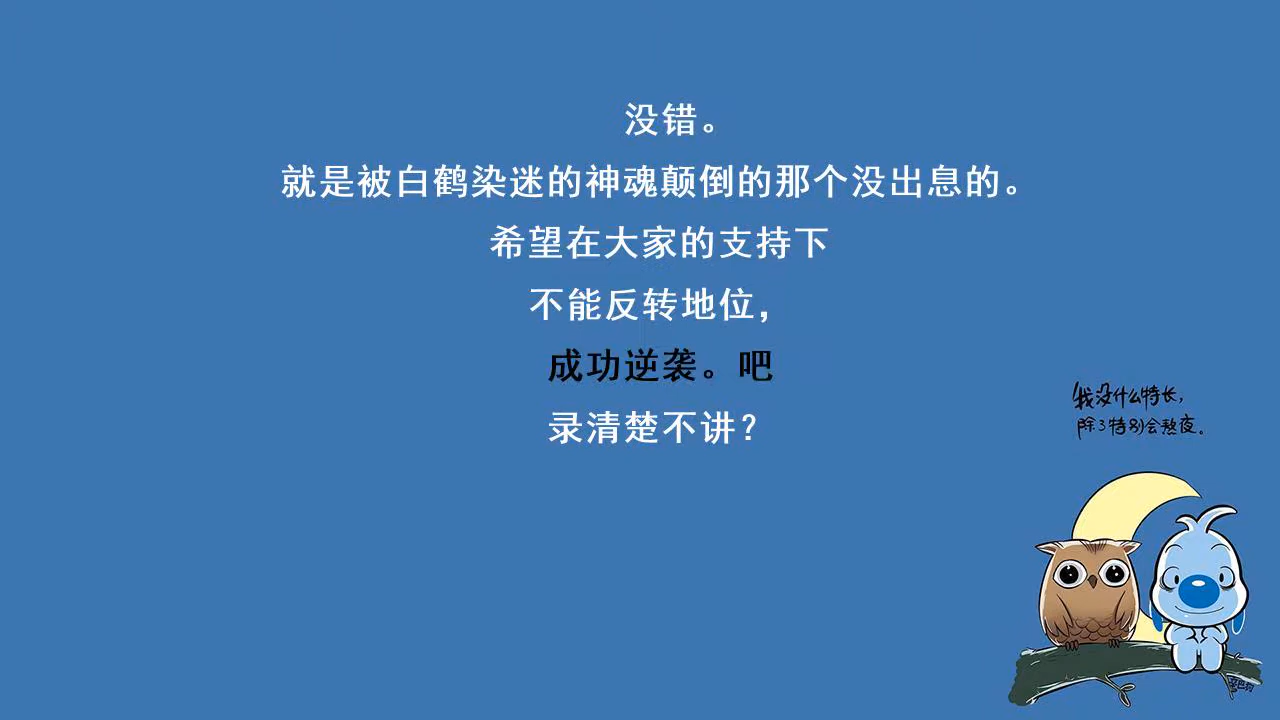 没错。
就是被白鹤染迷的神魂颠倒的那个没出息的。
希望在大家的支持下
不能反转地位，
成功逆袭。吧
录清楚不讲？
我没什么特长，
除了特别会熬夜。